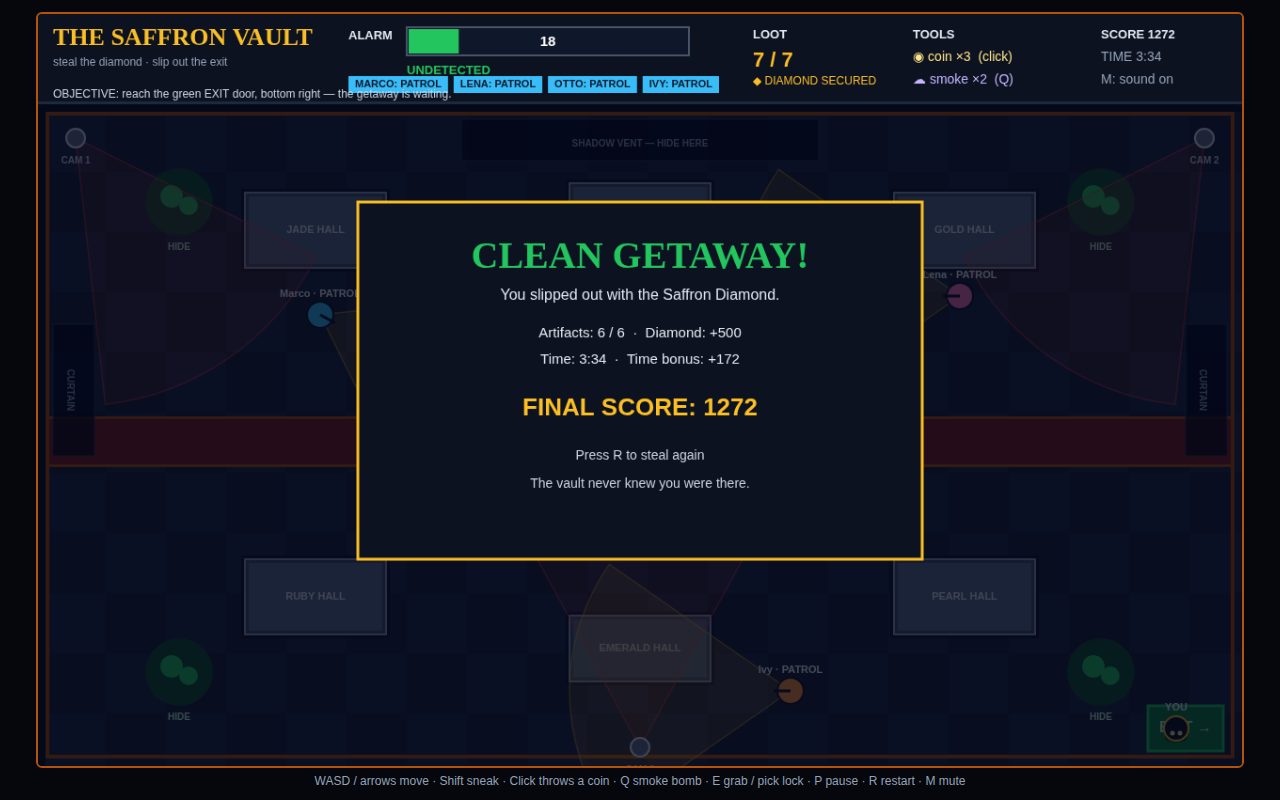 THE SAFFRON VAULT
steal the diamond · slip out the exit
OBJECTIVE: reach the green EXIT door, bottom right — the getaway is waiting.
ALARM
18
UNDETECTED
MARCO: PATROL
LENA: PATROL
OTTO: PATROL
IVY: PATROL
LOOT
7 / 7
◆ DIAMOND SECURED
TOOLS
◉ coin ×3 (click)
☁ smoke ×2 (Q)
SCORE 1272
TIME 3:34
M: sound on
CAM 1
SHADOW VENT — HIDE HERE
CAM 2
HIDE
JADE HALL
GOLD HALL
HIDE
Marco · PATROL
Lena · PATROL
CURTAIN
CURTAIN
CLEAN GETAWAY!
You slipped out with the Saffron Diamond.
Artifacts: 6 / 6 · Diamond: +500
Time: 3:34 · Time bonus: +172
FINAL SCORE: 1272
Press R to steal again
The vault never knew you were there.
RUBY HALL
PEARL HALL
EMERALD HALL
Ivy · PATROL
HIDE
HIDE
YOU
→
WASD / arrows move · Shift sneak · Click throws a coin · Q smoke bomb · E grab / pick lock · P pause · R restart · M mute